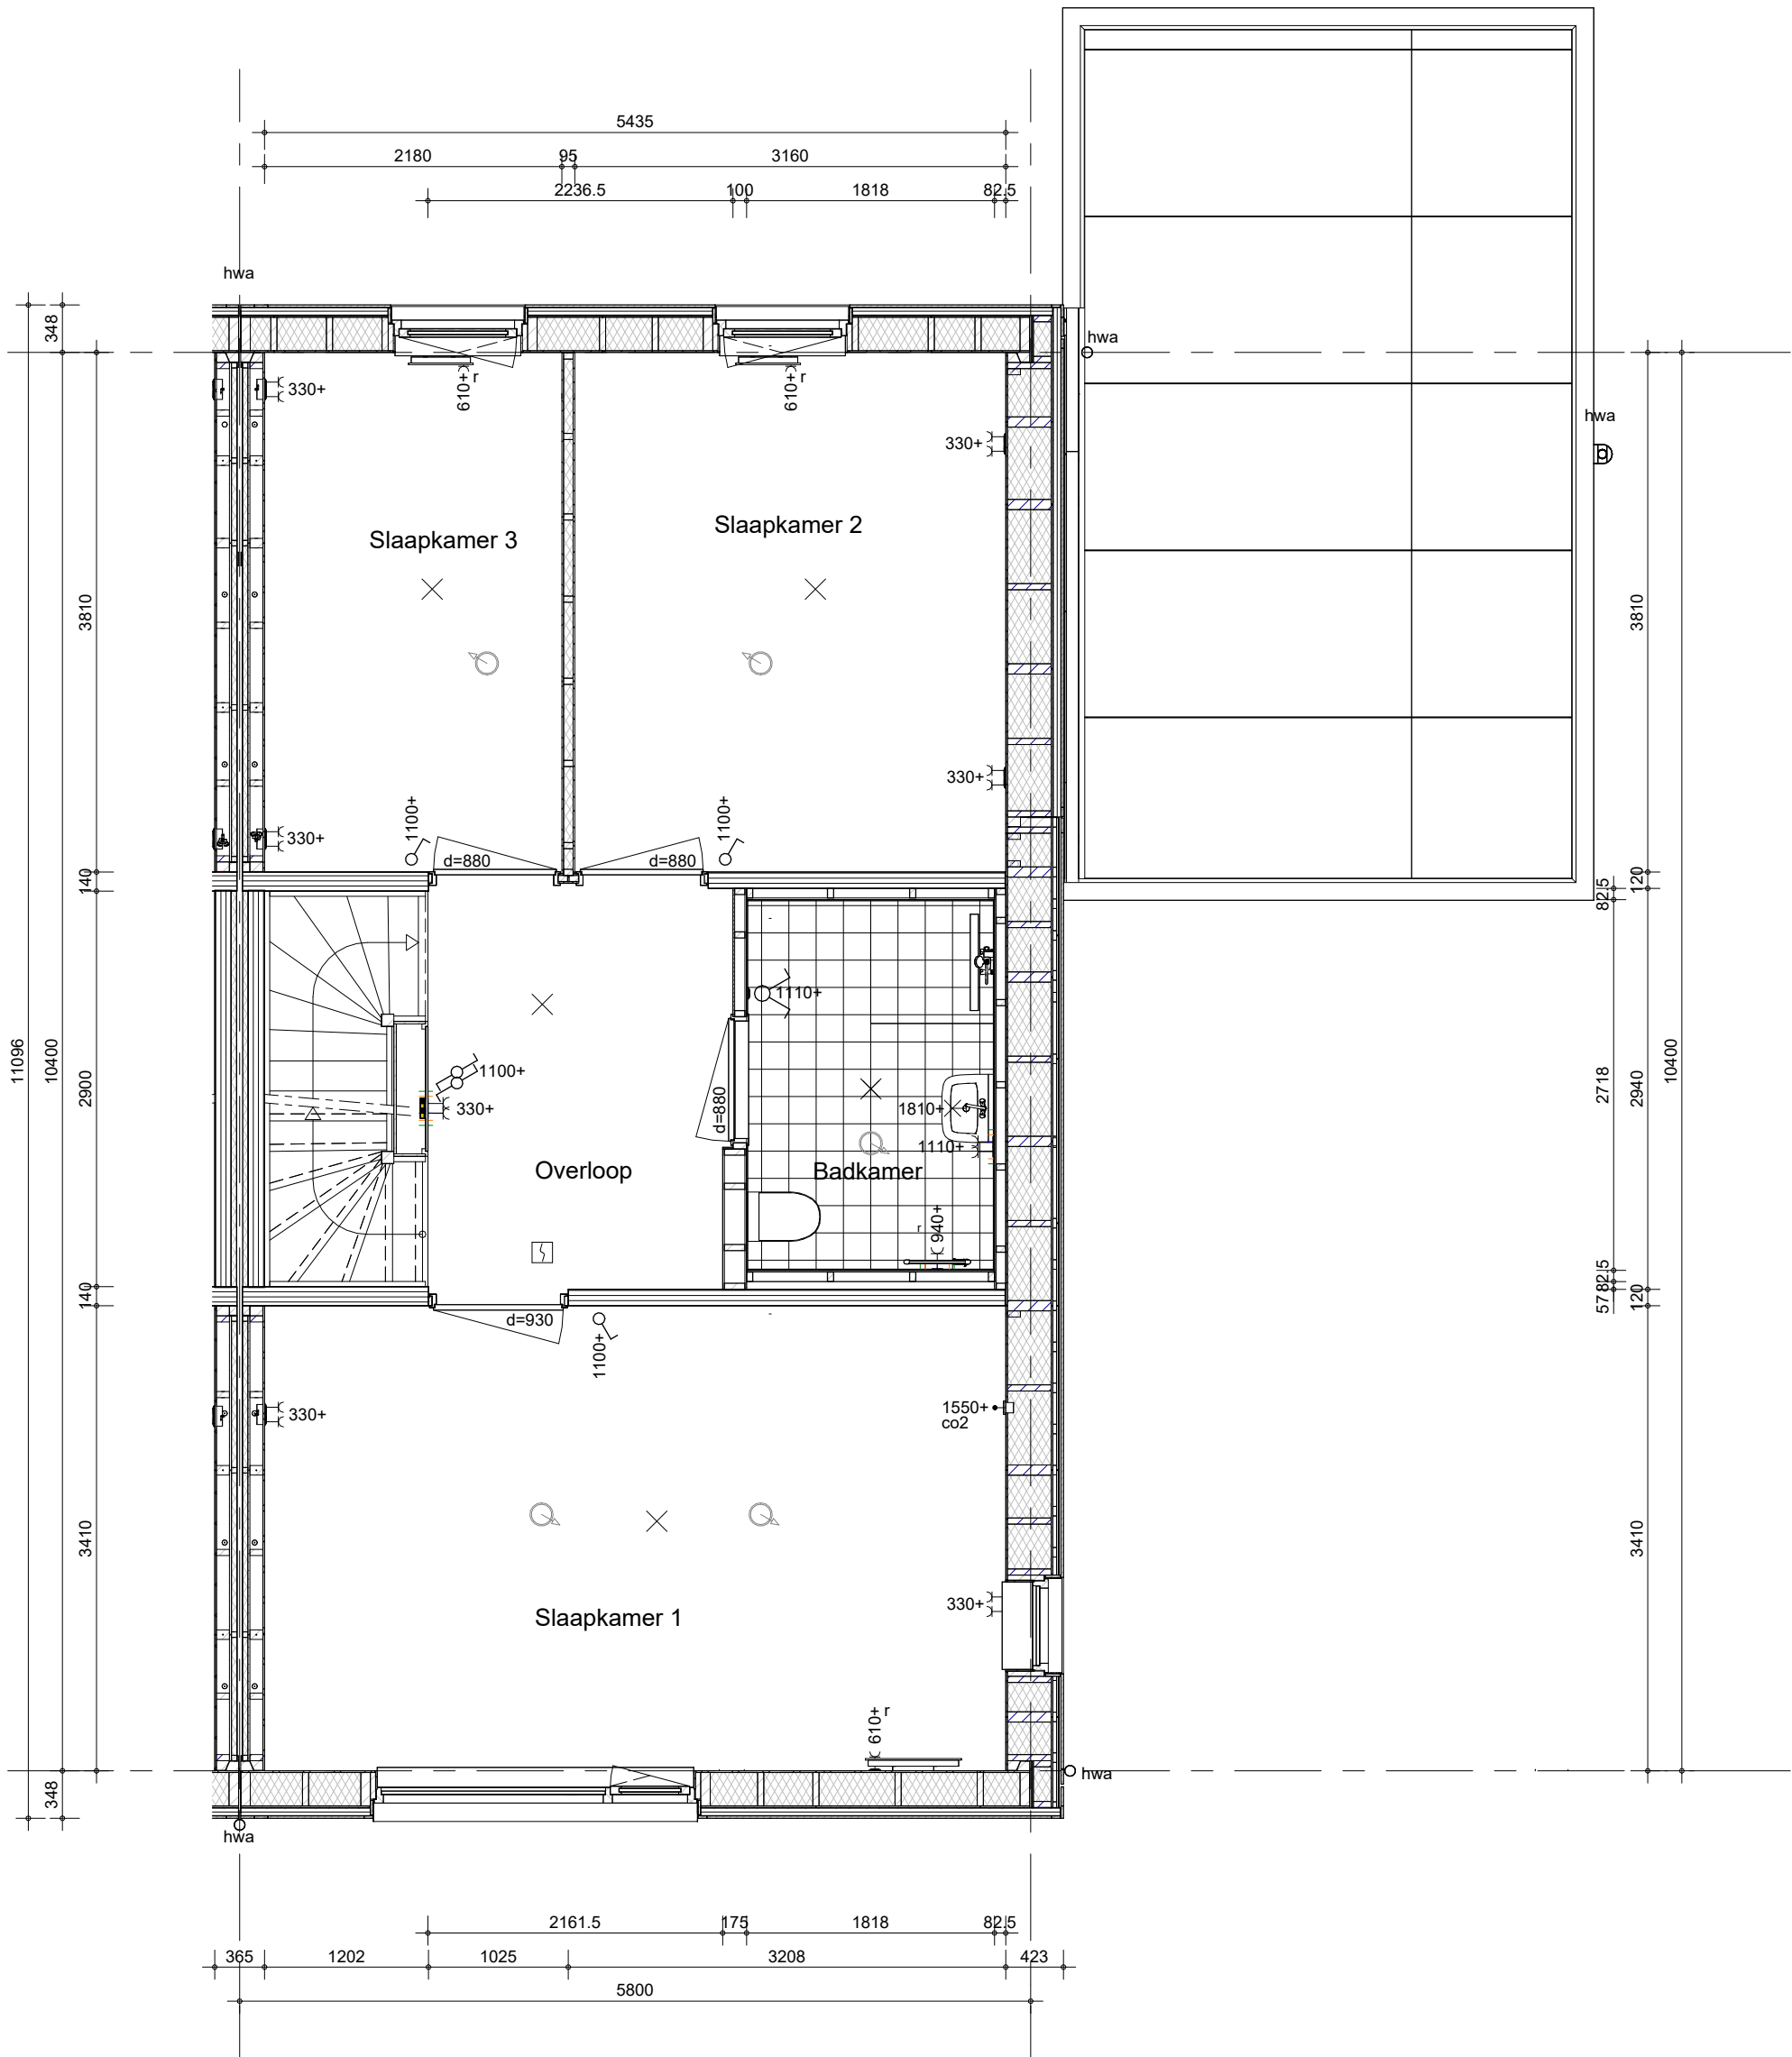 5435
2180 95 3160
2236.5 100 1818 82.5
hwa
348
hwa
330+
610+ r
610+ r
hwa
330+
Slaapkamer 3
Slaapkamer 2
3810
3810
330+
1100+
1100+
330+
d=880
d=880
140
120
82.5
1110+
11096
10400
2900
1100+
330+
d=880
1810+
1110+
2718
2940
10400
Overloop
Badkamer
r
940+
140
82.5
57
120
d=930
1100+
330+
1550+
co2
3410
3410
330+
Slaapkamer 1
610+ r
348
hwa
hwa
2161.5 175 1818 82.5
365 1202 1025 3208 423
5800